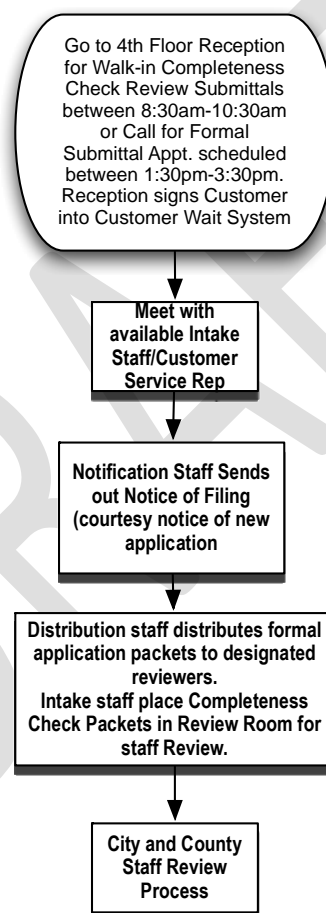 Go to 4th Floor Reception
for Walk-in Completeness
Check Review Submittals
between 8:30am-10:30am
or Call for Formal
Submittal Appt. scheduled
between 1:30pm-3:30pm.
Reception signs Customer
into Customer Wait System
Meet with
available Intake
Staff/Customer
Service Rep
Notification Staff Sends
out Notice of Filing
(courtesy notice of new
application
Distribution staff distributes formal
application packets to designated
reviewers.
Intake staff place Completeness
Check Packets in Review Room for
staff Review.
City and County
Staff Review
Process